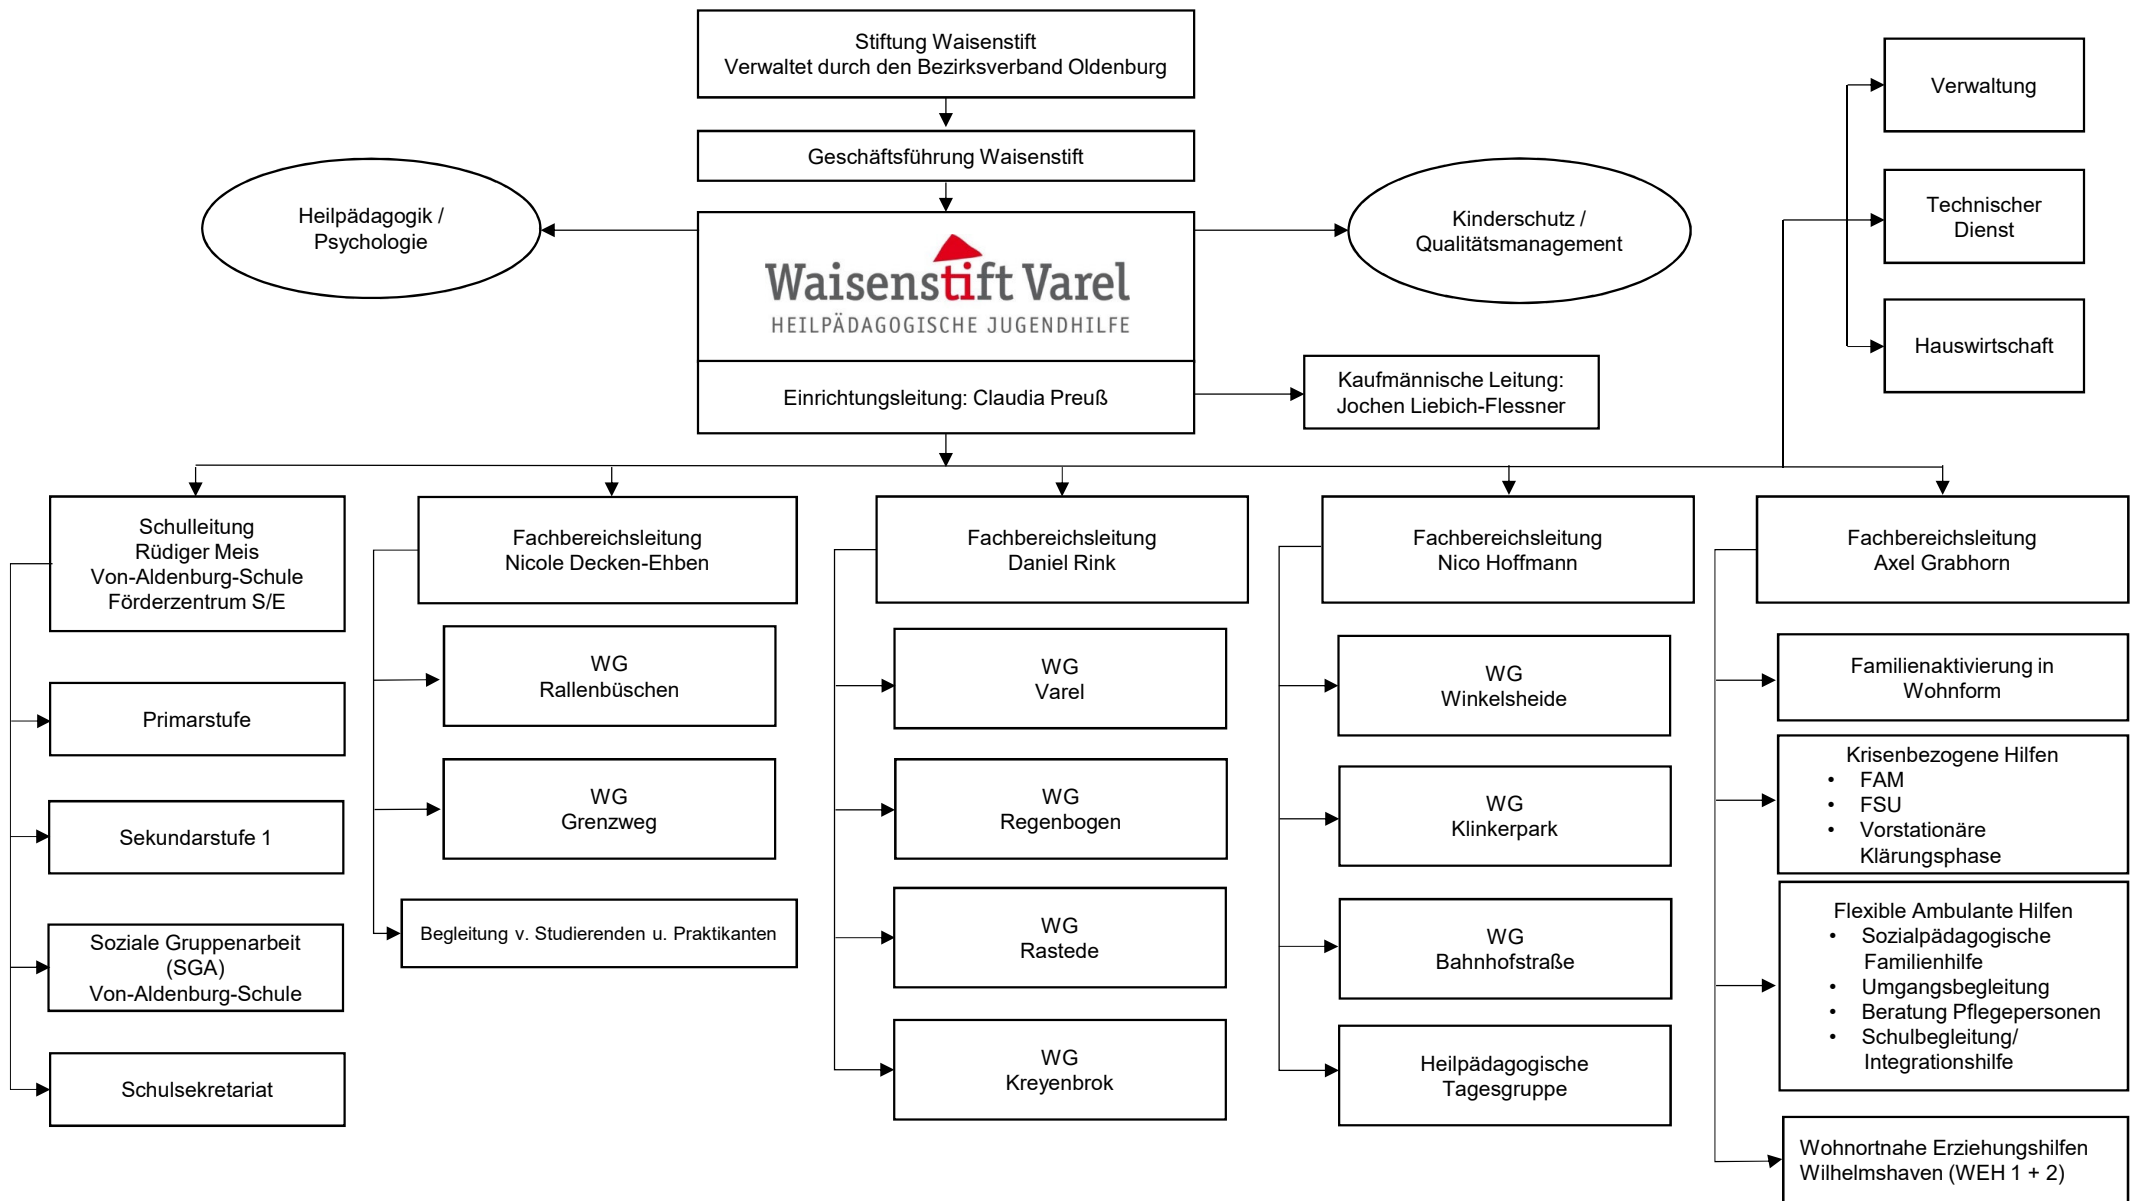 Stiftung Waisenstift
Verwaltet durch den Bezirksverband Oldenburg
Geschäftsführung Waisenstift
Heilpädagogik /
Psychologie
Waisenstift Varel
HEILPÄDAGOGISCHE JUGENDHILFE
Kinderschutz /
Qualitätsmanagement
Verwaltung
Technischer
Dienst
Hauswirtschaft
Einrichtungsleitung: Claudia Preuß
Kaufmännische Leitung:
Jochen Liebich-Flessner
Schulleitung
Rüdiger Meis
Von-Aldenburg-Schule
Förderzentrum S/E
Primarstufe
Sekundarstufe 1
Soziale Gruppenarbeit
(SGA)
Von-Aldenburg-Schule
Schulsekretariat
Fachbereichsleitung
Nicole Decken-Ehben
WG
Rallenbüschen
WG
Grenzweg
Begleitung v. Studierenden u. Praktikanten
Fachbereichsleitung
Daniel Rink
WG
Varel
WG
Regenbogen
WG
Rastede
WG
Kreyenbrok
Fachbereichsleitung
Nico Hoffmann
WG
Winkelsheide
WG
Klinkerpark
WG
Bahnhofstraße
Heilpädagogische
Tagesgruppe
Fachbereichsleitung
Axel Grabhorn
Familienaktivierung in
Wohnform
Krisenbezogene Hilfen
• FAM
• FSU
• Vorstationäre
Klärungsphase
Flexible Ambulante Hilfen
• Sozialpädagogische
Familienhilfe
• Umgangsbegleitung
• Beratung Pflegepersonen
• Schulbegleitung/
Integrationshilfe
Wohnortnahe Erziehungshilfen
Wilhelmshaven (WEH 1 + 2)